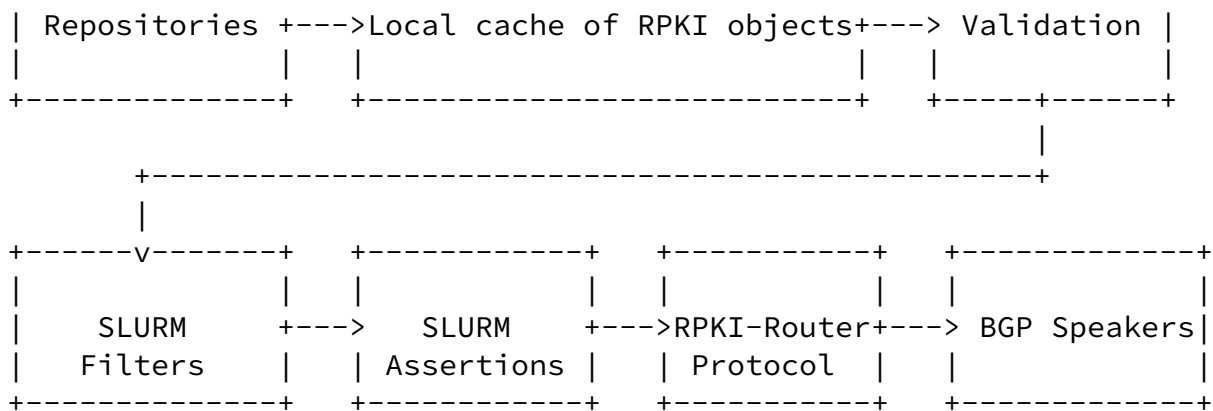 | Repositories +--->Local cache of RPKI objects+---> Validation |
|              |   |                           |   |            |
+--------------+   +---------------------------+   +-----+------+
                                                         |
       +-------------------------------------------------+
       |
+------v-------+   +------------+   +-----------+   +-------------+
|              |   |            |   |           |   |             |
|    SLURM     +--->   SLURM    +--->RPKI-Router+---> BGP Speakers|
|   Filters    |   | Assertions |   | Protocol  |   |             |
+--------------+   +------------+   +-----------+   +-------------+